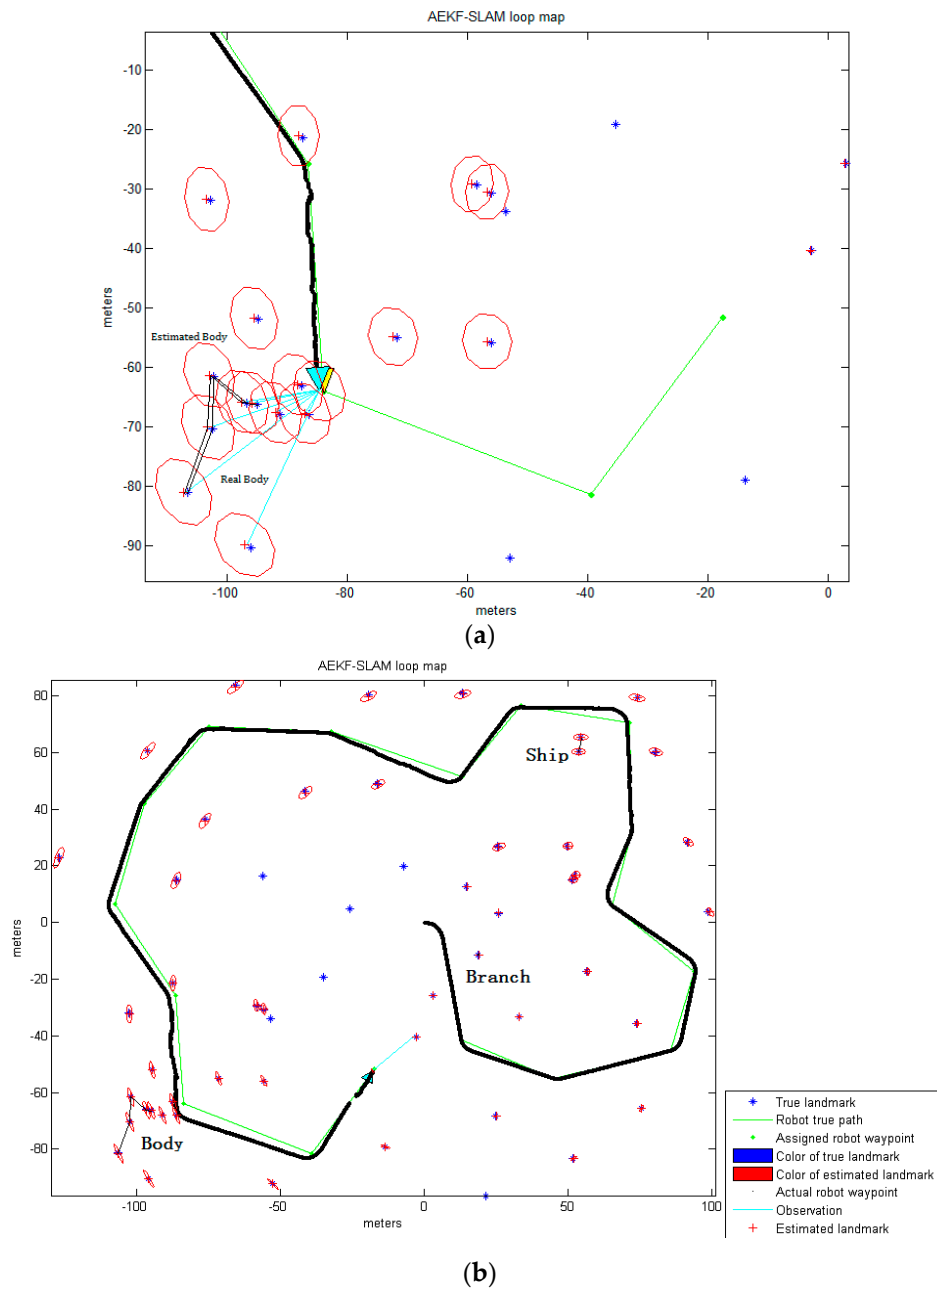 AEKF-SLAM loop map
-10
-20
-30
-40
-50
-60
-70
-80
-90
meters
Estimated Body
Real Body
-100
-80
-60
-40
-20
0
meters
(a)
AEKF-SLAM loop map
80
60
40
20
0
-20
-40
-60
-80
meters
Ship
Branch
Body
-100
-50
0
50
100
meters
True landmark
Robot true path
Assigned robot waypoint
Color of true landmark
Color of estimated landmark
Actual robot waypoint
Observation
Estimated landmark
(b)